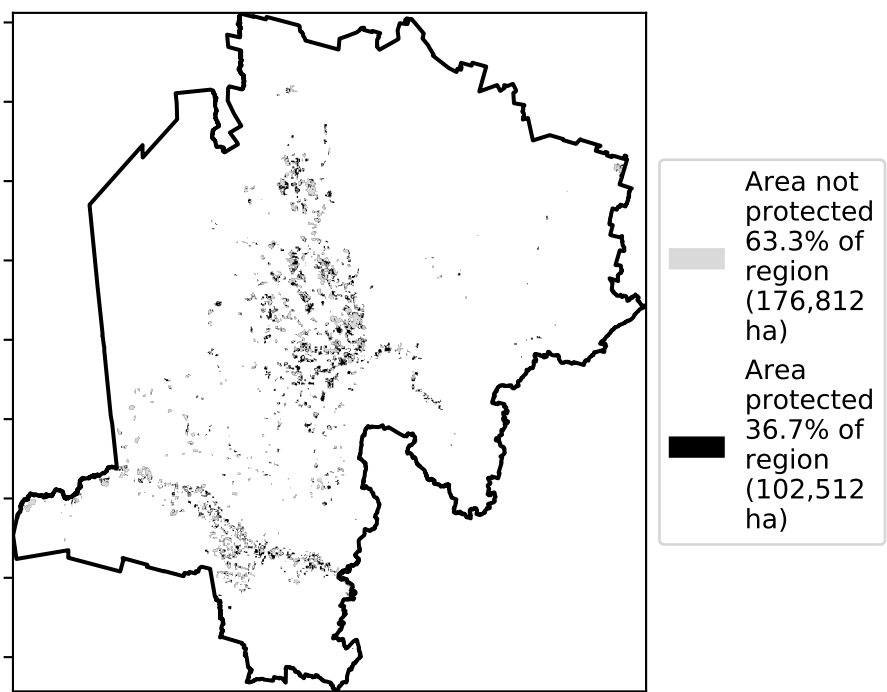 Area not
protected
63.3% of
region
(176,812
ha)
Area
protected
36.7% of
region
(102,512
ha)